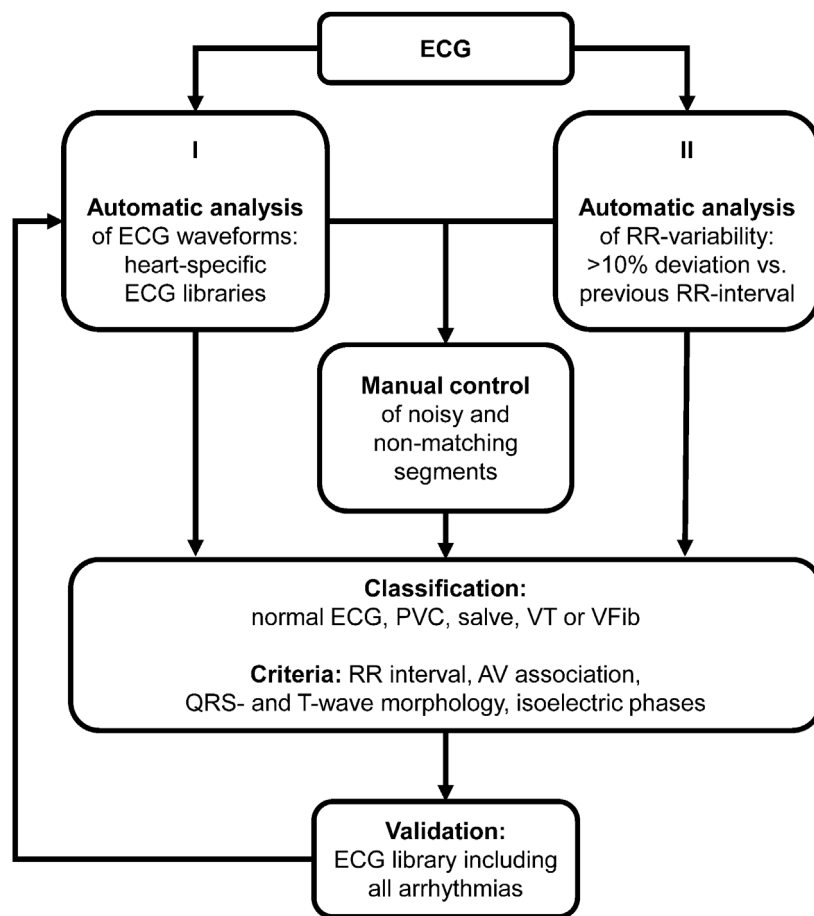 ECG
I
Automatic analysis
of ECG waveforms:
heart-specific
ECG libraries
II
Automatic analysis
of RR-variability:
>10% deviation vs.
previous RR-interval
Manual control
of noisy and
non-matching
segments
Classification:
normal ECG, PVC, salve, VT or VFib
Criteria: RR interval, AV association,
QRS- and T-wave morphology, isoelectric phases
Validation:
ECG library including
all arrhythmias